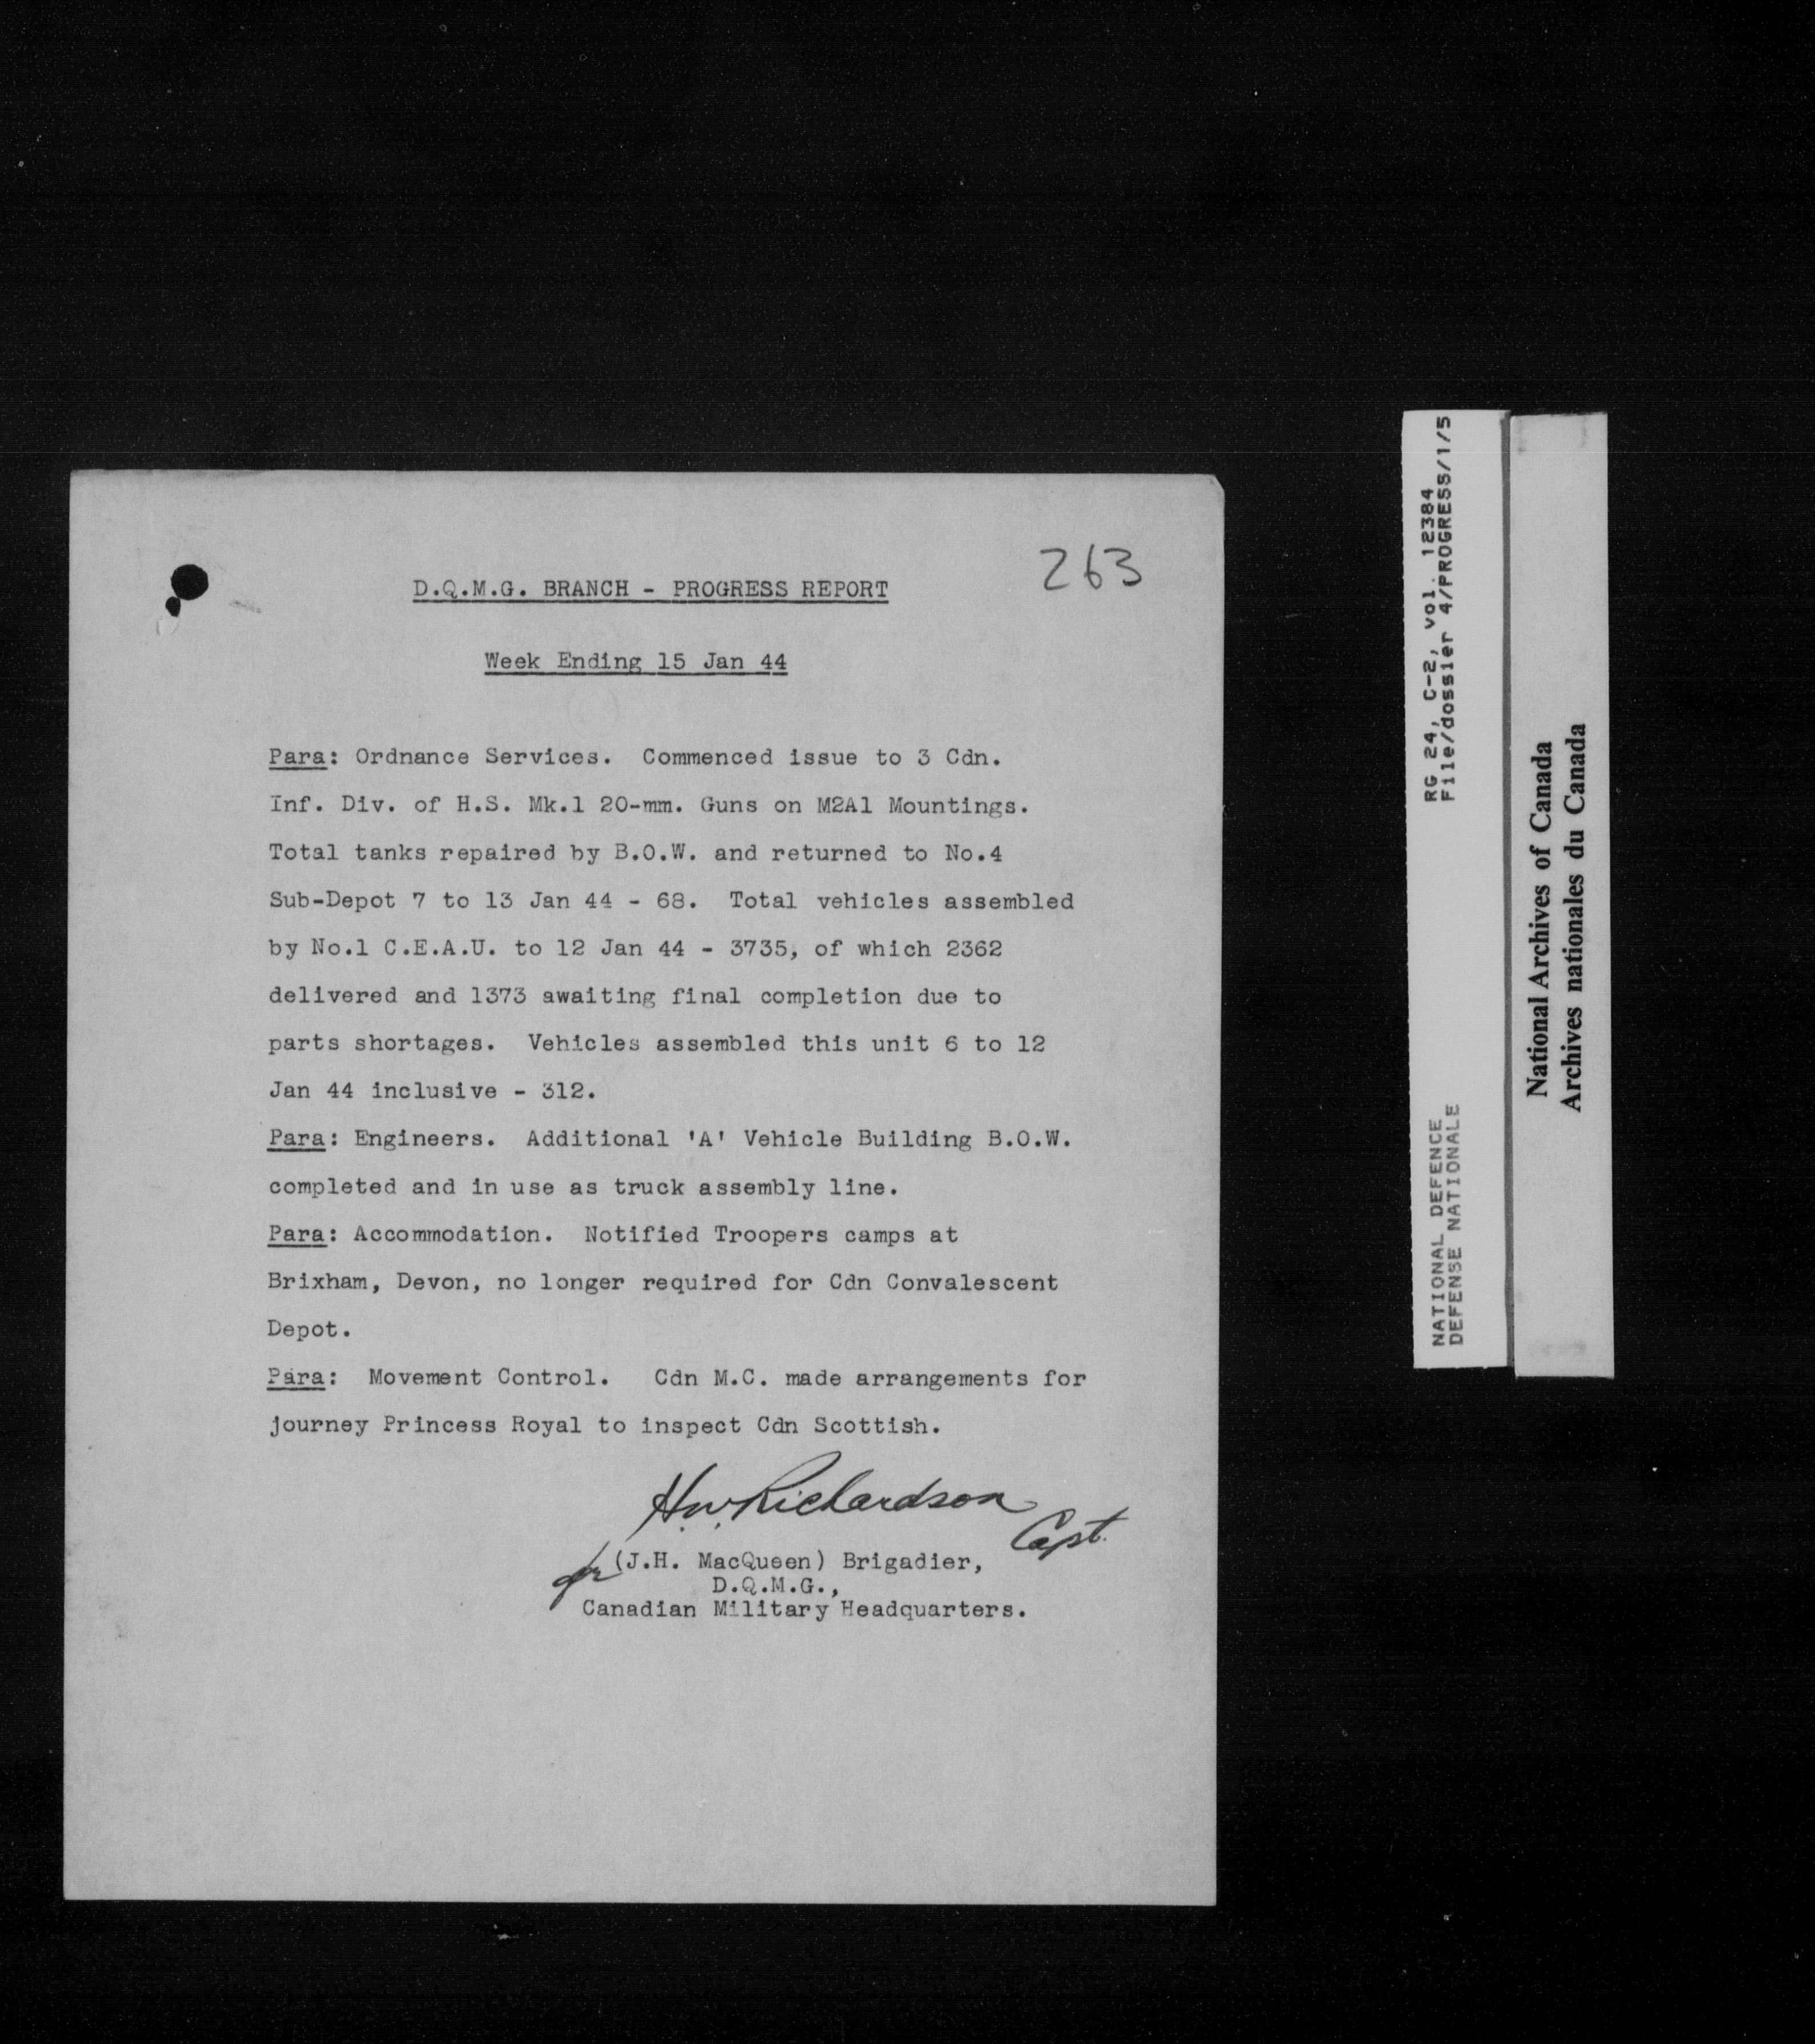 263
D.Q.M.G. BRANCH - PROGRESS REPORT
Week Ending 15 Jan 44
Para: Ordnance Services. Commenced issue to 3 Cdn.
Inf. Div. of H.S. Mk.1 20-mm. Guns on M2A1 Mountings.
Total tanks repaired by B.O.W. and returned to No.4
Sub-Depot 7 to 13 Jan 44 - 68. Total vehicles assembled
by No.1 C.E.A.U. to 12 Jan 44 - 3735, of which 2362
delivered and 1373 awaiting final completion due to
parts shortages. Vehicles assembled this unit 6 to 12
Jan 44 inclusive - 312.
Para: Engineers. Additional 'A' Vehicle Building B.O.W.
completed and in use as truck assembly line.
Para: Accommodation. Notified Troopers camps at
Brixham, Devon, no longer required for Cdn Convalescent
Depot.
Para: Movement Control. Cdn M.C. made arrangements for
journey Princess Royal to inspect Cdn Scottish.
H.W. Richardson
Capt.
for (J.H. MacQueen) Brigadier,
D.Q.M.G.,
Canadian Military Headquarters.
RG 24, C-2, vol. 12384
File/dossier 4/PROGRESS/1/5
NATIONAL DEFENCE
DEFENSE NATIONALE
National Archives of Canada
Archives nationales du Canada